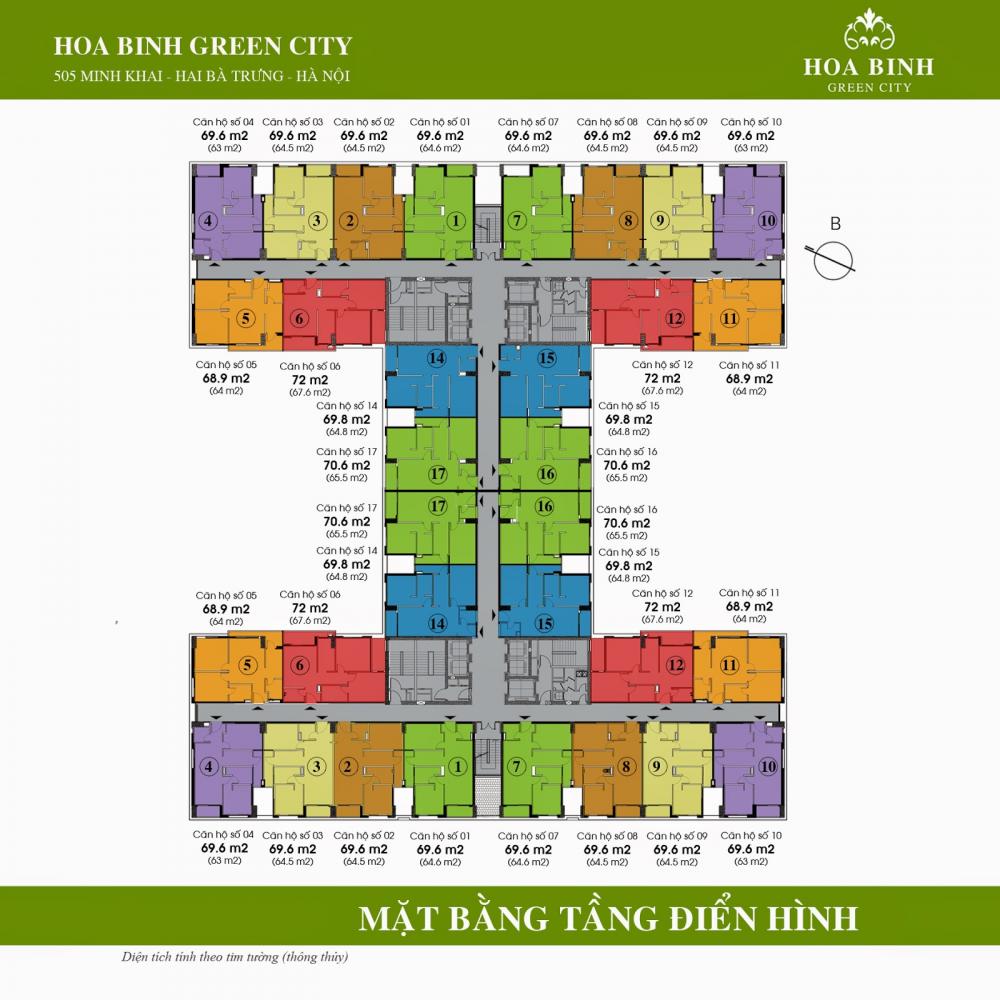 HOA BINH GREEN CITY
505 MINH KHAI - HAI BÀ TRƯNG - HÀ NỘI
HOA BINH
GREEN CITY
Căn hộ số 04 Căn hộ số 03 Căn hộ số 02 Căn hộ số 01 Căn hộ số 07 Căn hộ số 08 Căn hộ số 09 Căn hộ số 10
69.6 m2 69.6 m2 69.6 m2 69.6 m2 69.6 m2 69.6 m2 69.6 m2 69.6 m2
(63 m2) (64.5 m2) (64.5 m2) (64.6 m2) (64.6 m2) (64.5 m2) (64.5 m2) (63 m2)
4 3 2 1 7 8 9 10
B
5 6 12 11
14 15
Căn hộ số 05 Căn hộ số 06 Căn hộ số 12 Căn hộ số 11
68.9 m2 72 m2 72 m2 68.9 m2
(64 m2) (67.6 m2) (67.6 m2) (64 m2)
Căn hộ số 14 Căn hộ số 15
69.8 m2 69.8 m2
(64.8 m2) (64.8 m2)
Căn hộ số 17 Căn hộ số 16
70.6 m2 70.6 m2
(65.5 m2) (65.5 m2)
17 16
17 16
Căn hộ số 17 Căn hộ số 16
70.6 m2 70.6 m2
(65.5 m2) (65.5 m2)
Căn hộ số 14 Căn hộ số 15
69.8 m2 69.8 m2
(64.8 m2) (64.8 m2)
Căn hộ số 05 Căn hộ số 06 Căn hộ số 12 Căn hộ số 11
68.9 m2 72 m2 72 m2 68.9 m2
(64 m2) (67.6 m2) (67.6 m2) (64 m2)
14 15
5 6 12 11
4 3 2 1 7 8 9 10
Căn hộ số 04 Căn hộ số 03 Căn hộ số 02 Căn hộ số 01 Căn hộ số 07 Căn hộ số 08 Căn hộ số 09 Căn hộ số 10
69.6 m2 69.6 m2 69.6 m2 69.6 m2 69.6 m2 69.6 m2 69.6 m2 69.6 m2
(63 m2) (64.5 m2) (64.5 m2) (64.6 m2) (64.6 m2) (64.5 m2) (64.5 m2) (63 m2)
MẶT BẰNG TẦNG ĐIỂN HÌNH
Diện tích tính theo tim tường (thông thủy)